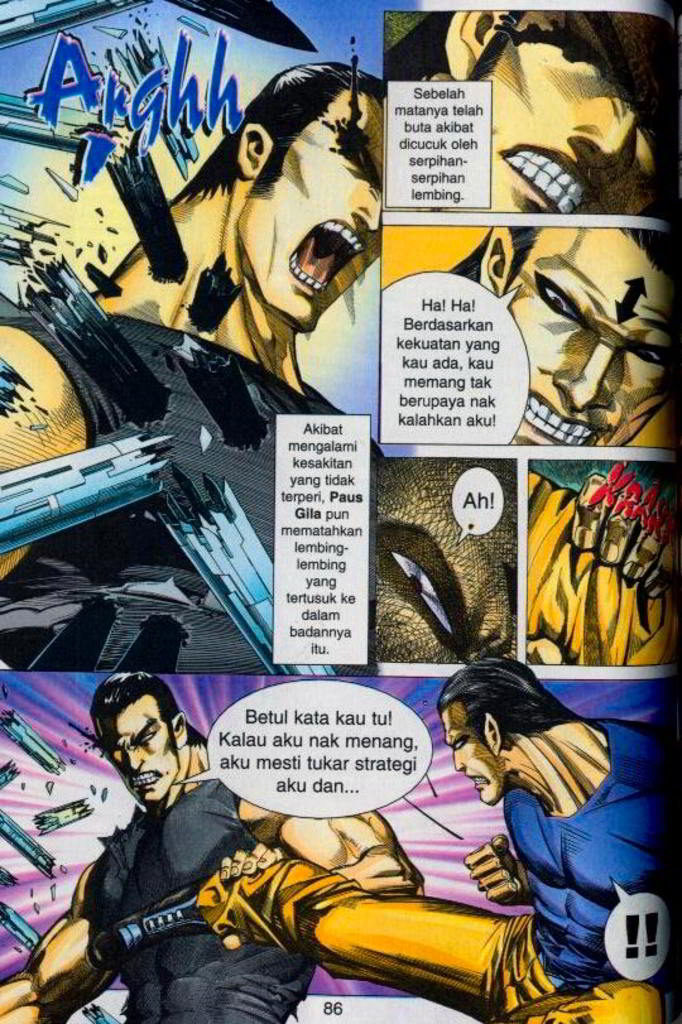 Arghh
Sebelah
matanya telah
buta akibat
dicucuk oleh
serpihan-
serpihan
lembing.
Ha! Ha!
Berdasarkan
kekuatan yang
kau ada, kau
memang tak
berupaya nak
kalahkan aku!
Akibat
mengalami
kesakitan
yang tidak
terperi, Paus
Gila pun
mematahkan
lembing-
lembing
yang
tertusuk ke
dalam
badannya
itu.
Ah!
Betul kata kau tu!
Kalau aku nak menang,
aku mesti tukar strategi
aku dan...
!!
86